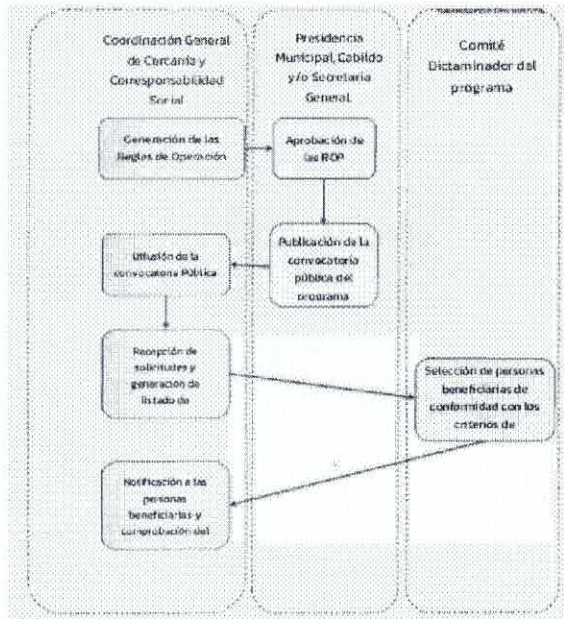 Coordinación General
de Cercanía y
Corresponsabilidad
Social
Presidencia
Municipal, Cabildo
y/o Secretaria
General
Comité
Dictaminador del
programa
Generación de las
Reglas de Operación
Aprobación de
las ROP
Publicación de la
convocatoria
pública del
programa
Difusión de la
convocatoria Pública
Recepción de
solicitudes y
generación de
listado de
Selección de personas
beneficiarias de
conformidad con los
criterios de
Notificación a las
personas
beneficiarias y
comprobación del